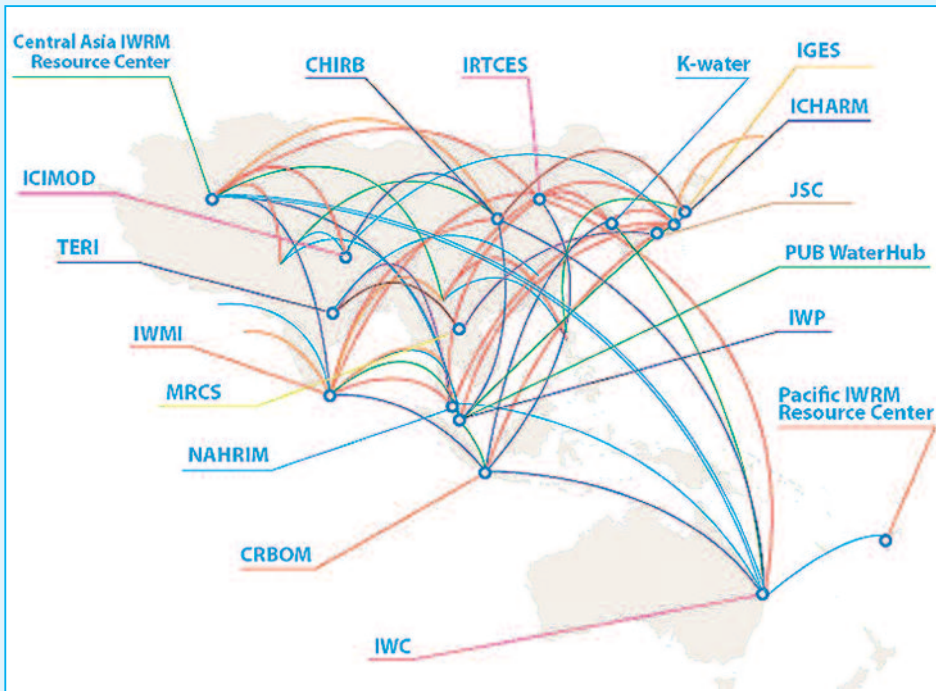 Central Asia IWRM
Resource Center
CHIRB
IRTCES
K-water
IGES
ICHARM
ICIMOD
JSC
TERI
PUB WaterHub
IWMI
IWP
MRCS
Pacific IWRM
Resource Center
NAHRIM
CRBOM
IWC